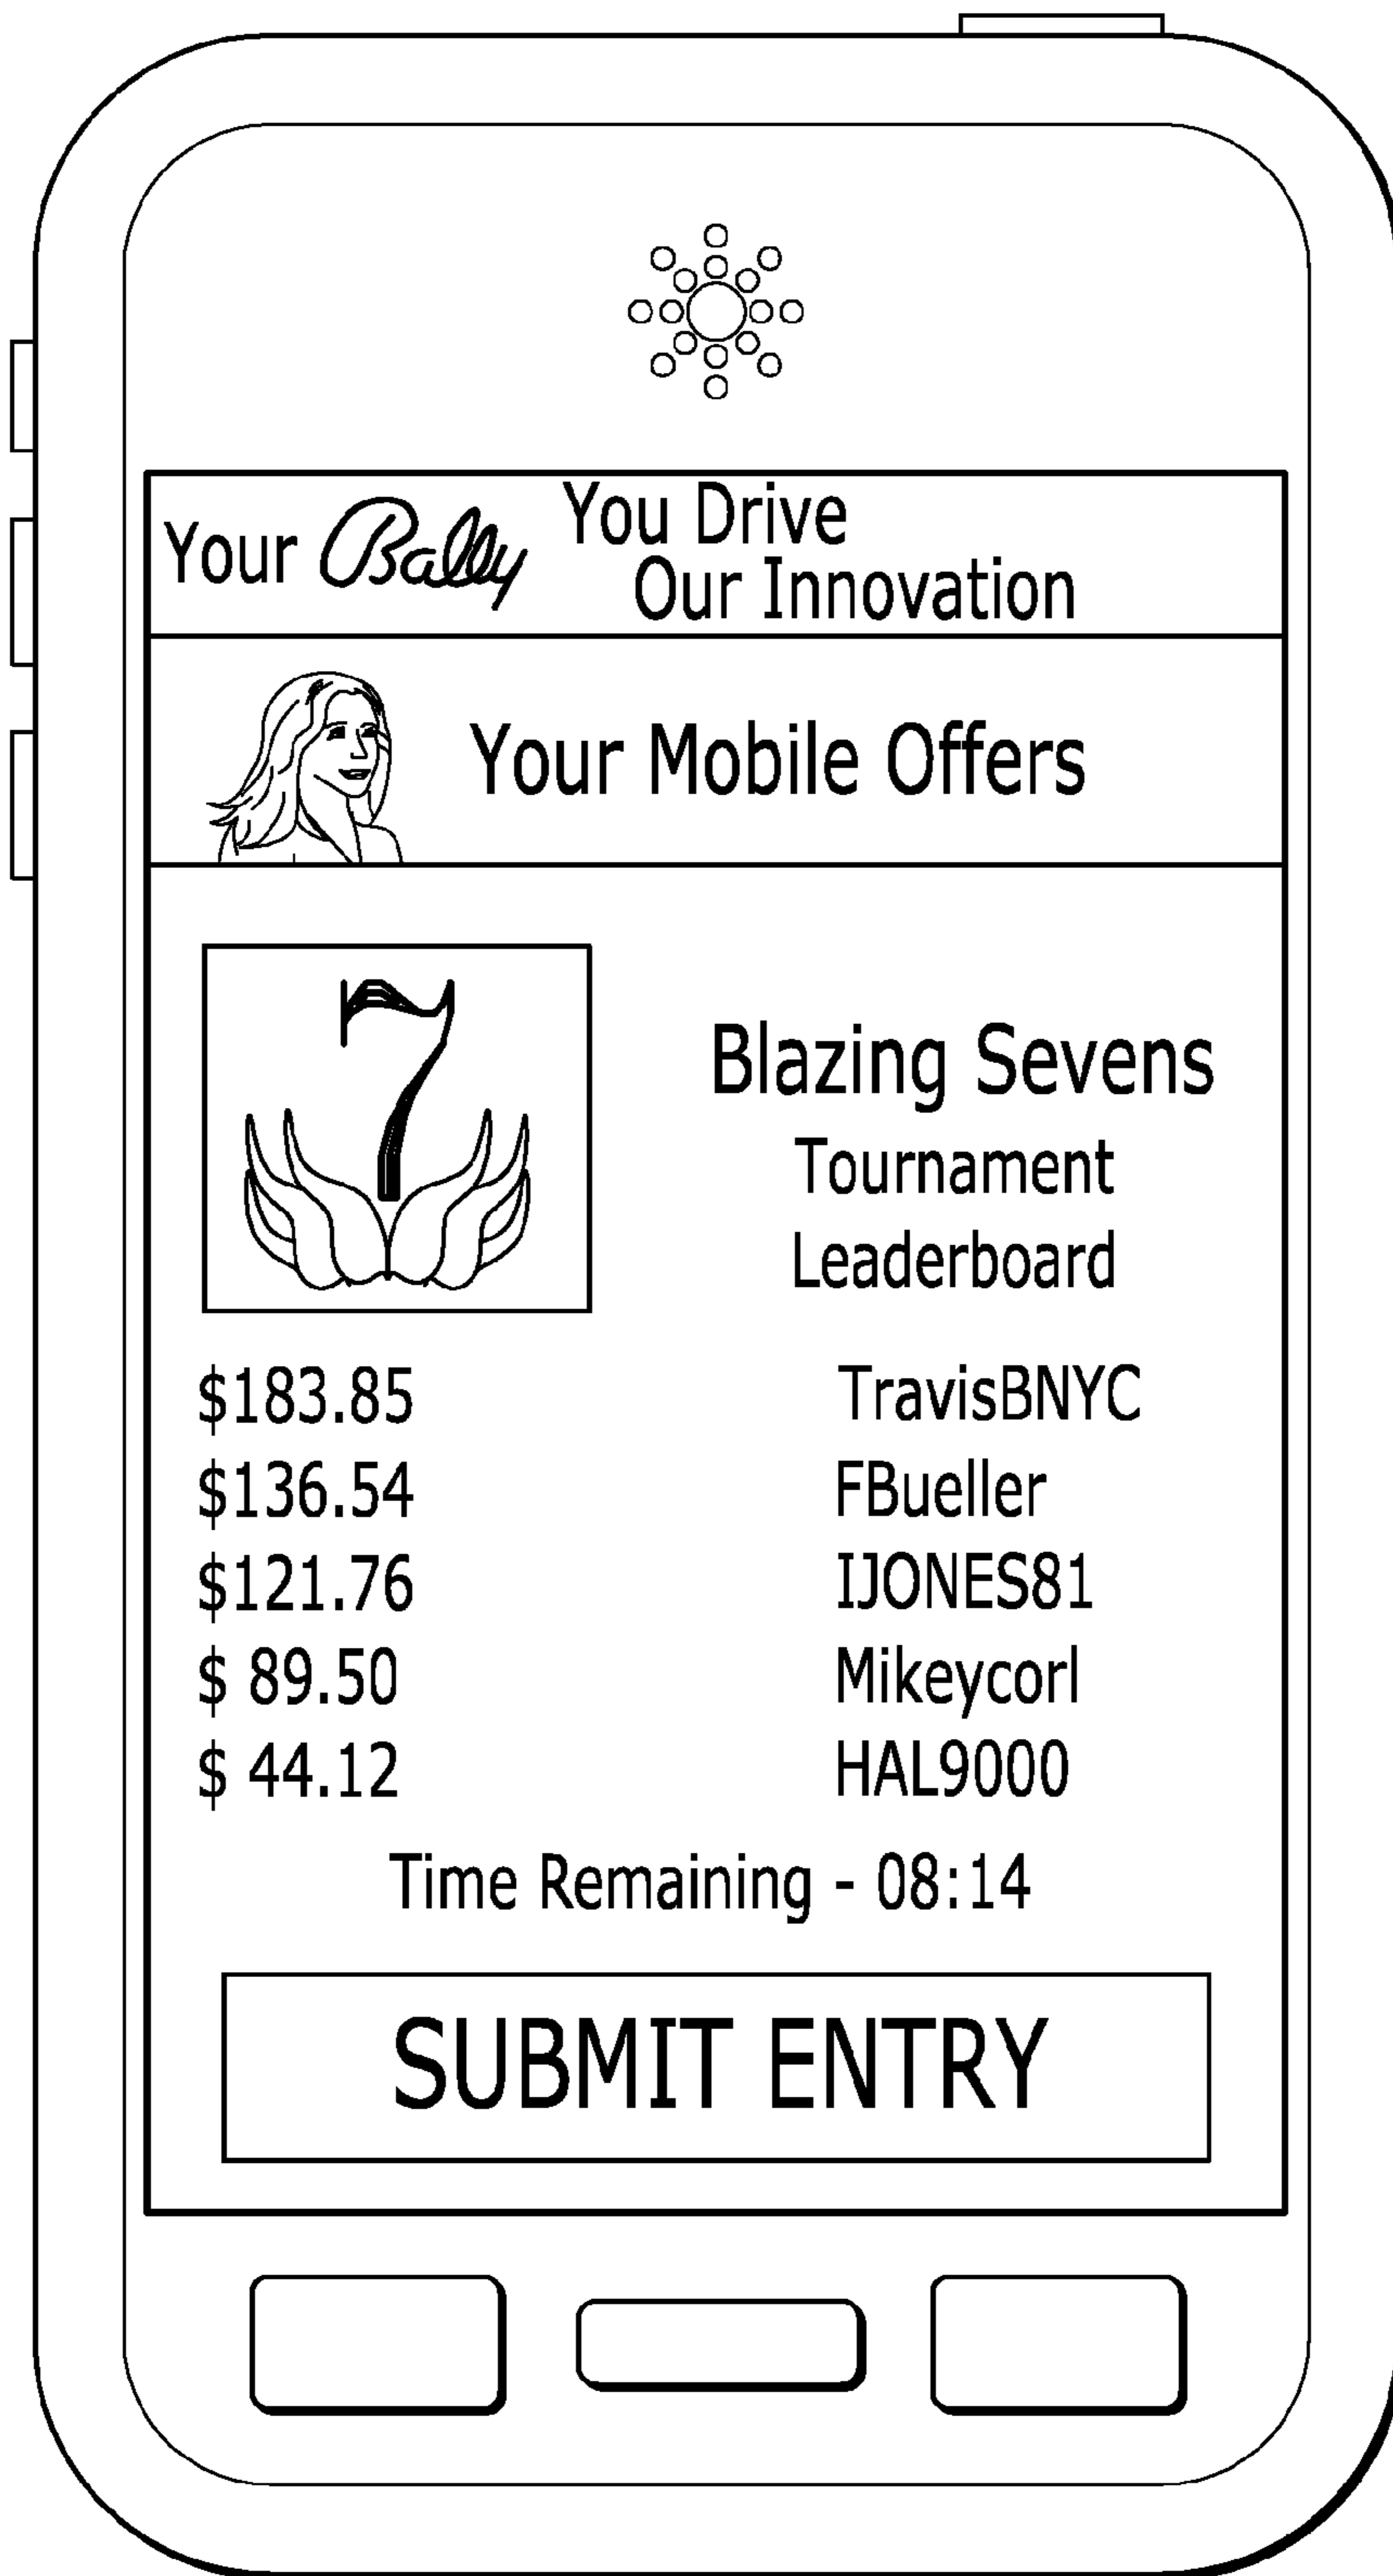 Your Bally You Drive
Our Innovation
Your Mobile Offers
7
Blazing Sevens
Tournament
Leaderboard
$183.85 TravisBNYC
$136.54 FBueller
$121.76 IJONES81
$ 89.50 Mikeycorl
$ 44.12 HAL9000
Time Remaining - 08:14
SUBMIT ENTRY